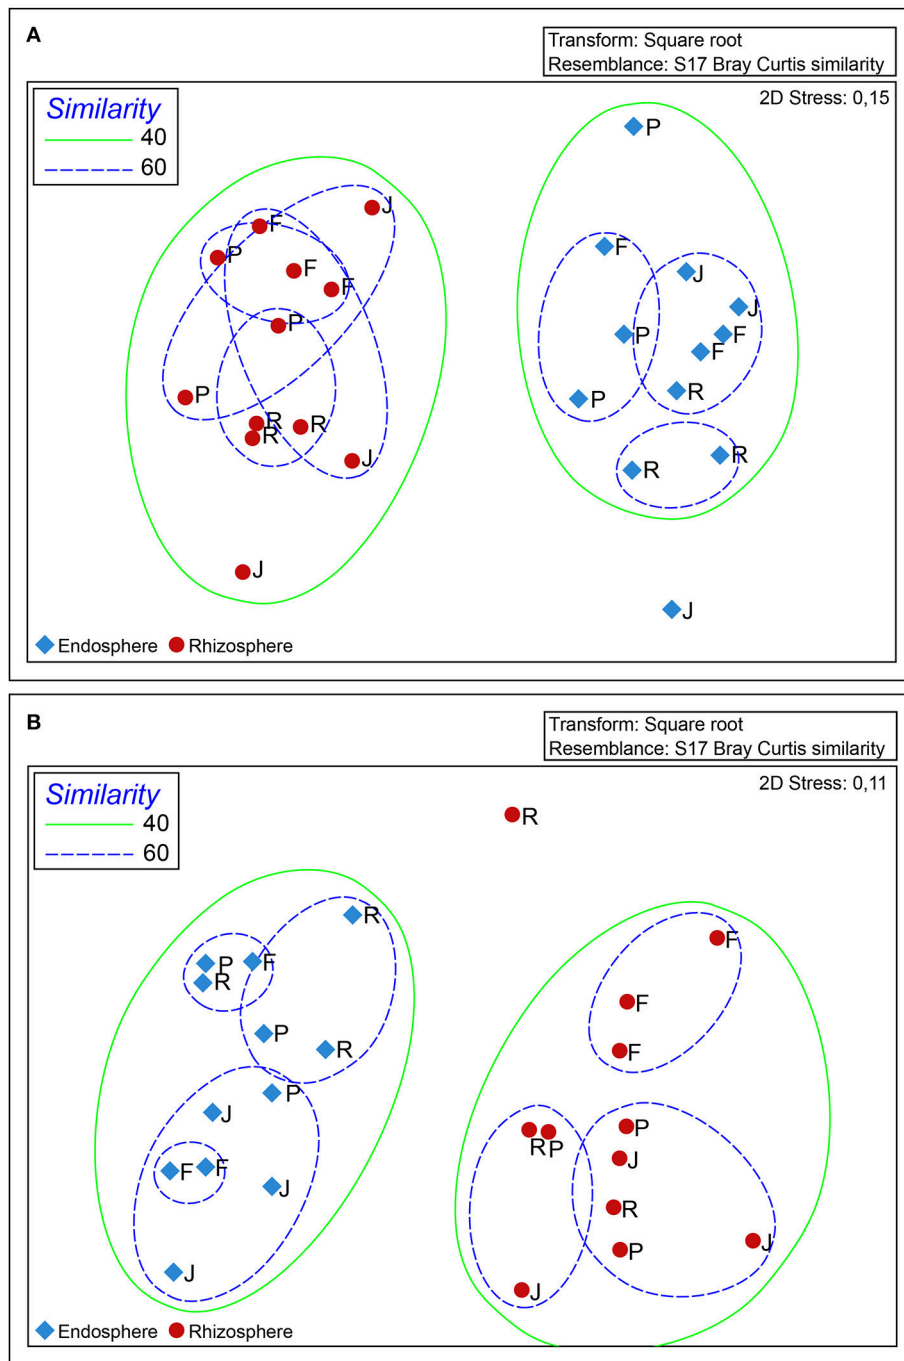 A
Transform: Square root
Resemblance: S17 Bray Curtis similarity
2D Stress: 0,15
Similarity
40
60
P
J
F
P
F
F
P
P
R
R
R
J
J
P
F
J
J
P
F
F
P
R
R
R
J
Endosphere
Rhizosphere
B
Transform: Square root
Resemblance: S17 Bray Curtis similarity
2D Stress: 0,11
Similarity
40
60
R
R
P
F
R
P
R
P
J
F
F
J
J
F
F
F
R
P
P
J
R
P
J
J
Endosphere
Rhizosphere